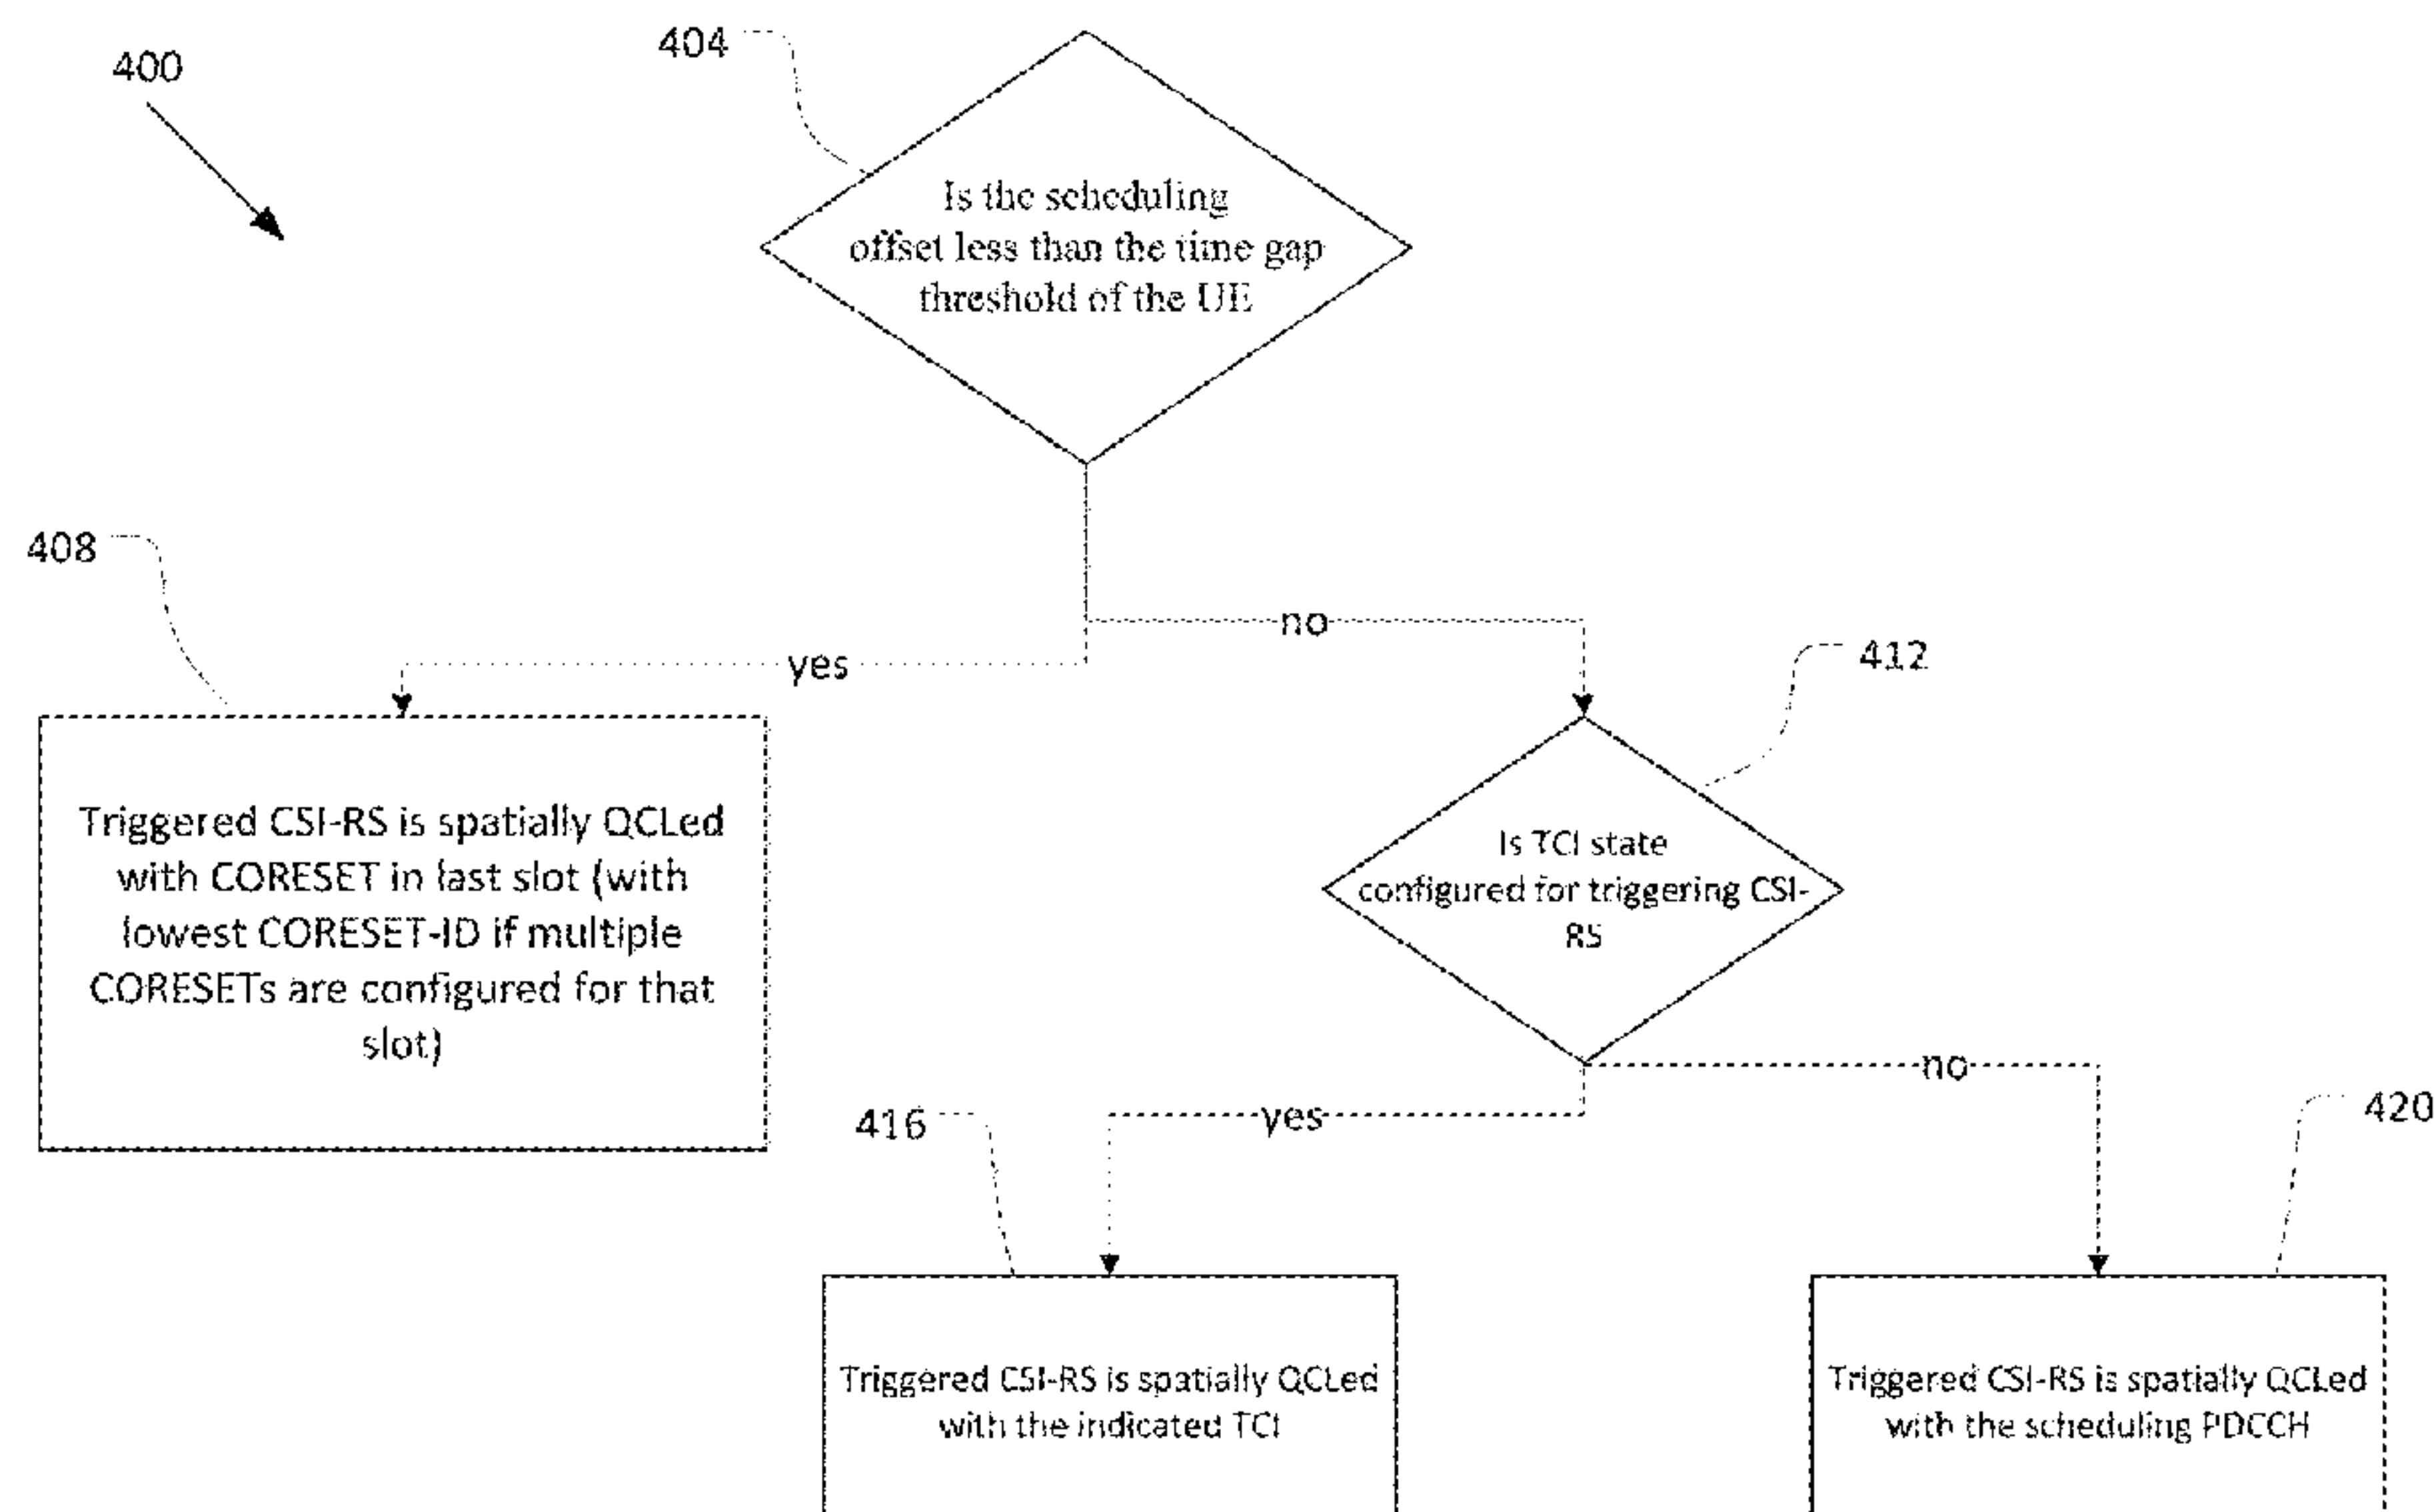 400
404
Is the scheduling
offset less than the time gap
threshold of the UE
408
no
yes
412
Triggered CSI-RS is spatially QCLed
with CORESET in last slot (with
lowest CORESET-ID if multiple
CORESETs are configured for that
slot)
Is TCI state
configured for triggering CSI-
RS
no
yes
416
420
Triggered CSI-RS is spatially QCLed
with the indicated TCI
Triggered CSI-RS is spatially QCLed
with the scheduling PDCCH